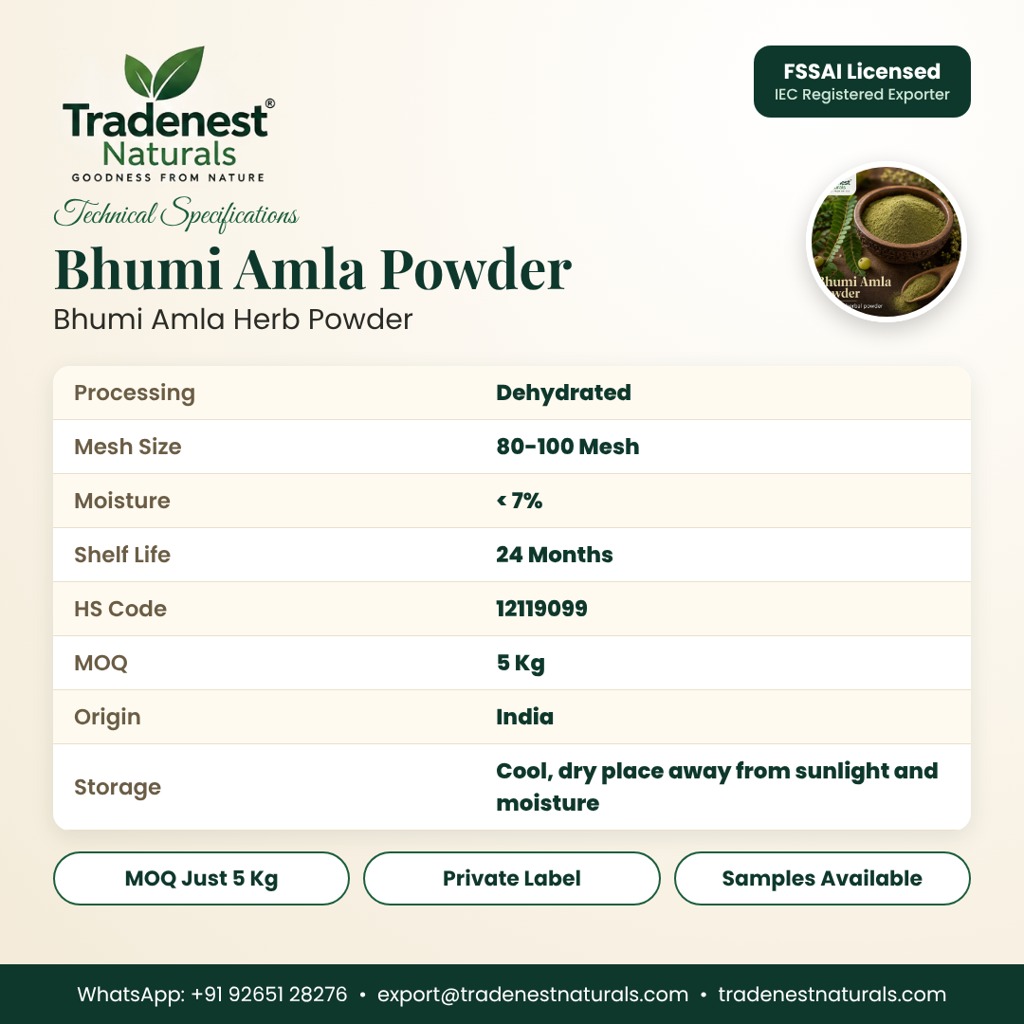 Tradenest®
Naturals
GOODNESS FROM NATURE
FSSAI Licensed
IEC Registered Exporter
Technical Specifications
Bhumi Amla Powder
Bhumi Amla Herb Powder
Processing Dehydrated
Mesh Size 80-100 Mesh
Moisture < 7%
Shelf Life 24 Months
HS Code 12119099
MOQ 5 Kg
Origin India
Storage Cool, dry place away from sunlight and
moisture
MOQ Just 5 Kg
Private Label
Samples Available
WhatsApp: +91 92651 28276 • export@tradenestnaturals.com • tradenestnaturals.com